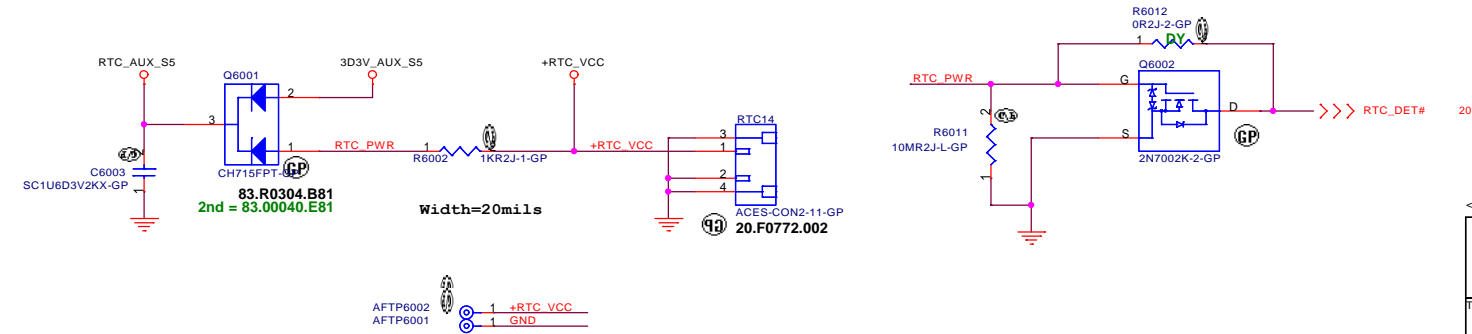 RTC_AUX_S5
Q6001
3D3V_AUX_S5
2
3
1
RTC_PWR
1
R6002
1KR2J-1-GP
+RTC_VCC
+RTC_VCC
C6003
SC1U6D3V2KX-GP
1
CH715FPT-
GP
83.R0304.B81
2nd = 83.00040.E81
Width=20mils
RTC14
3
1
2
4
ACES-CON2-11-GP
20.F0772.002
GP
AFTP6002
1
+RTC_VCC
AFTP6001
1
GND
R6012
0R2J-2-GP
1
DY
Q6002
RTC_PWR
G
D
S
2
R6011
10MR2J-L-GP
1
GP
2N7002K-2-GP
RTC_DET#
20